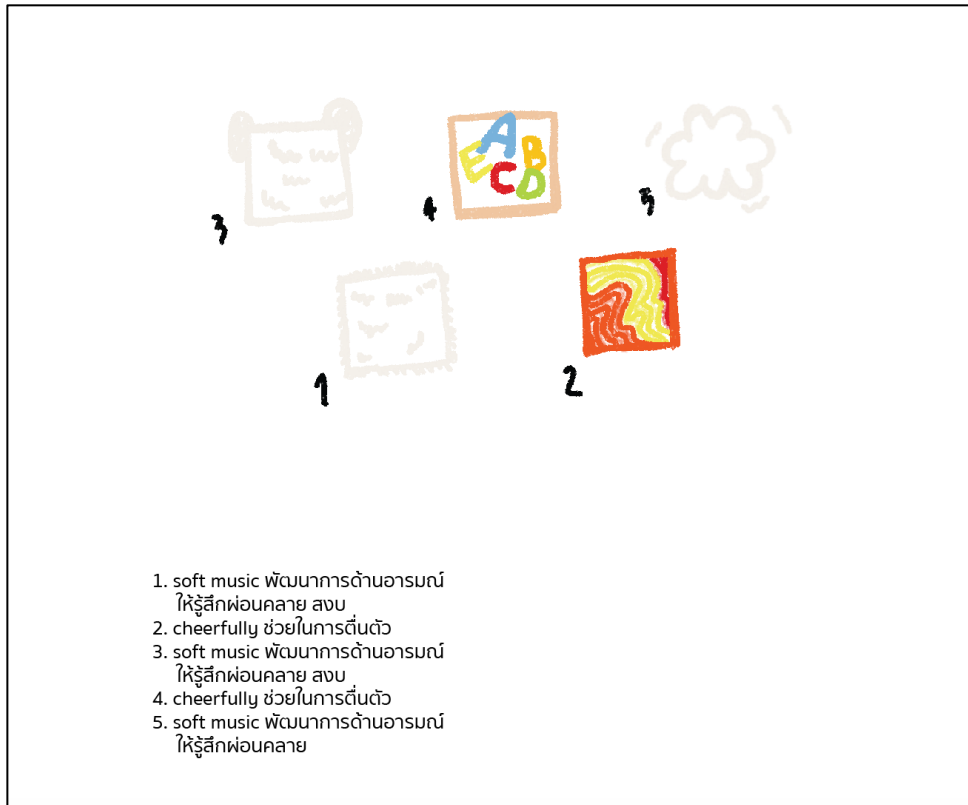 A
E
B
C
D
3
4
5
1
2
1. soft music พัฒนาการด้านอารมณ์
ให้รู้สึกผ่อนคลาย สงบ
2. cheerfully ช่วยในการตื่นตัว
3. soft music พัฒนาการด้านอารมณ์
ให้รู้สึกผ่อนคลาย สงบ
4. cheerfully ช่วยในการตื่นตัว
5. soft music พัฒนาการด้านอารมณ์
ให้รู้สึกผ่อนคลาย